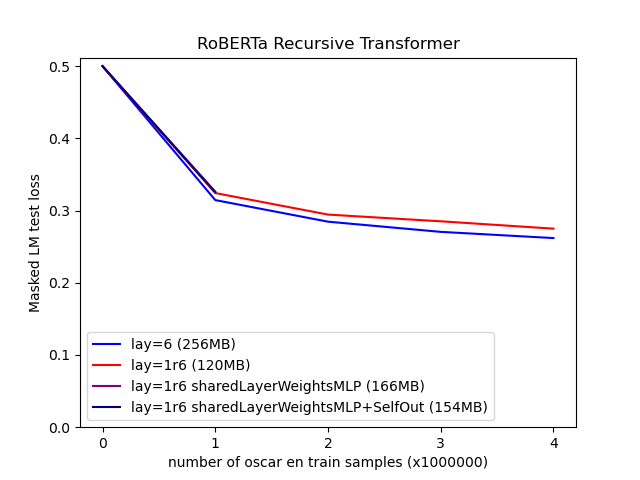 RoBERTa Recursive Transformer
Masked LM test loss
0.5
0.4
0.3
0.2
0.1
0.0
lay=6 (256MB)
lay=1r6 (120MB)
lay=1r6 sharedLayerWeightsMLP (166MB)
lay=1r6 sharedLayerWeightsMLP+SelfOut (154MB)
0 1 2 3 4
number of oscar en train samples (x1000000)